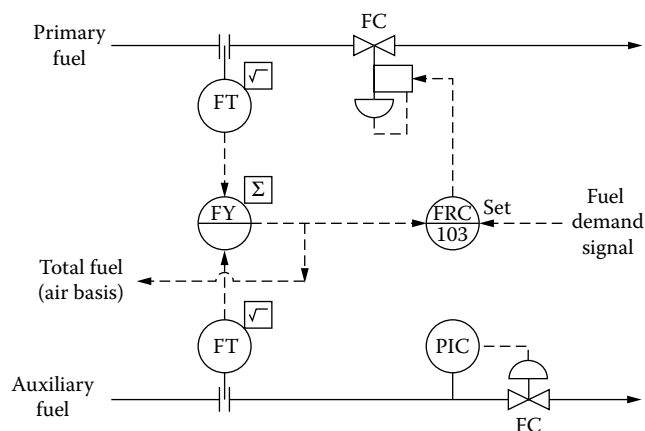 FC
Primary
fuel
√
FT
Σ
FY
FRC
103
Set
Fuel
demand
signal
Total fuel
(air basis)
√
FT
PIC
Auxiliary
fuel
FC